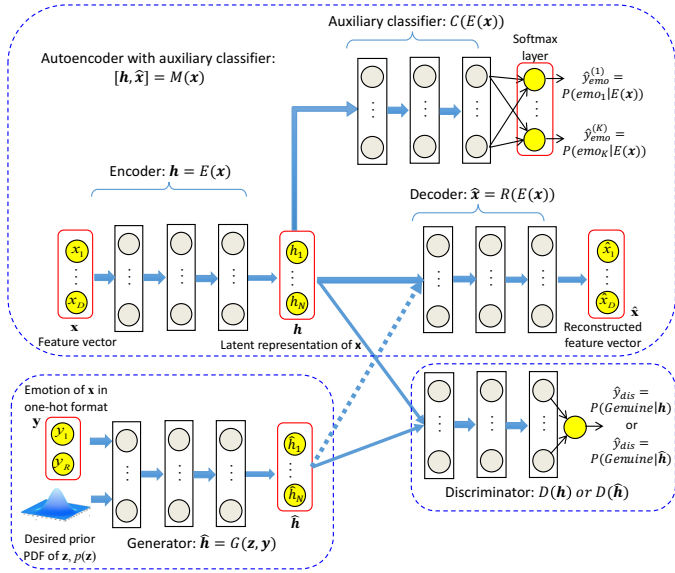 Auxiliary classifier: C(E(𝒙))
Autoencoder with auxiliary classifier:
[𝒉, 𝒙̂] = M(𝒙)
Softmax
layer
ŷ_emo^(1) =
P(emo_1|E(𝒙))
⋯
ŷ_emo^(K) =
P(emo_K|E(𝒙))
Encoder: 𝒉 = E(𝒙)
Decoder: 𝒙̂ = R(E(𝒙))
x_1
⋯
x_D
𝐱
Feature vector
h_1
⋯
h_N
𝒉
Latent representation of 𝐱
x̂_1
⋯
x̂_D
𝐱̂
Reconstructed
feature vector
Emotion of 𝐱 in
one-hot format
𝐲
y_1
y_R
Desired prior
PDF of 𝐳, p(𝐳)
Generator: 𝒉̂ = G(𝒛, 𝒚)
ĥ_1
⋯
ĥ_N
𝒉̂
ŷ_dis =
P(Genuine|𝐡)
or
ŷ_dis =
P(Genuine|𝐡̂)
Discriminator: D(𝒉) or D(𝒉̂)